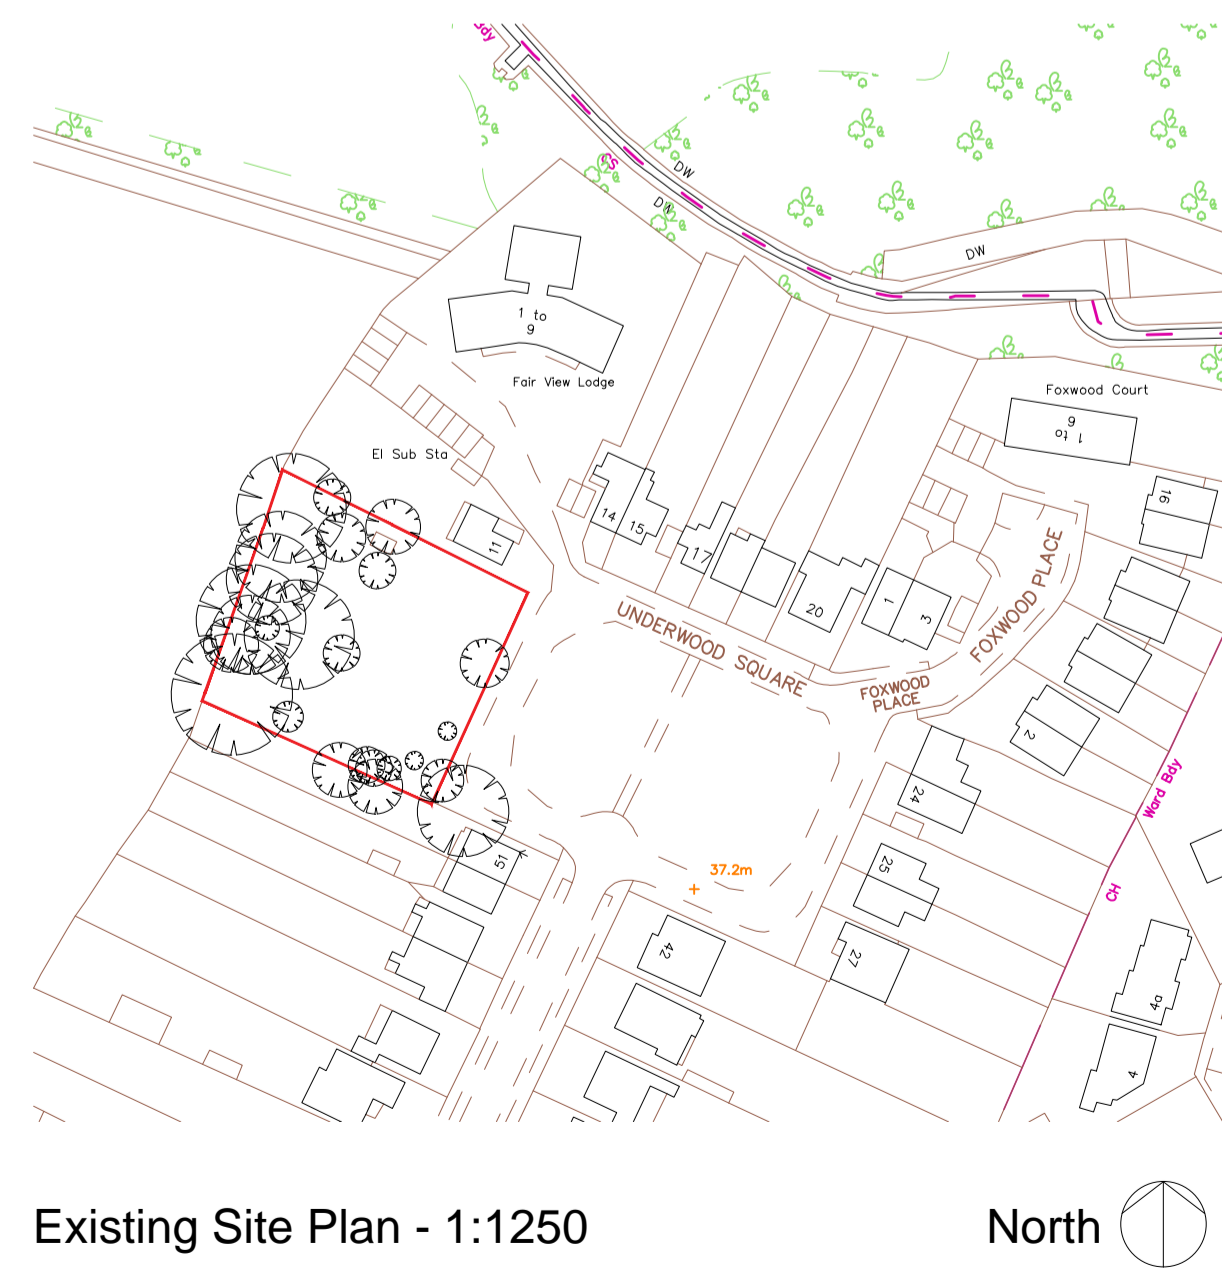 Bdy
CS
DW
DW
DW
1 to
9
Fair View Lodge
Foxwood Court
1 to
6
El Sub Sta
16
14
15
17
11
20
1
3
FOXWOOD PLACE
UNDERWOOD SQUARE
FOXWOOD
PLACE
2
24
Ward Bdy
51
25
37.2m
CH
42
27
4a
4
Existing Site Plan - 1:1250
North